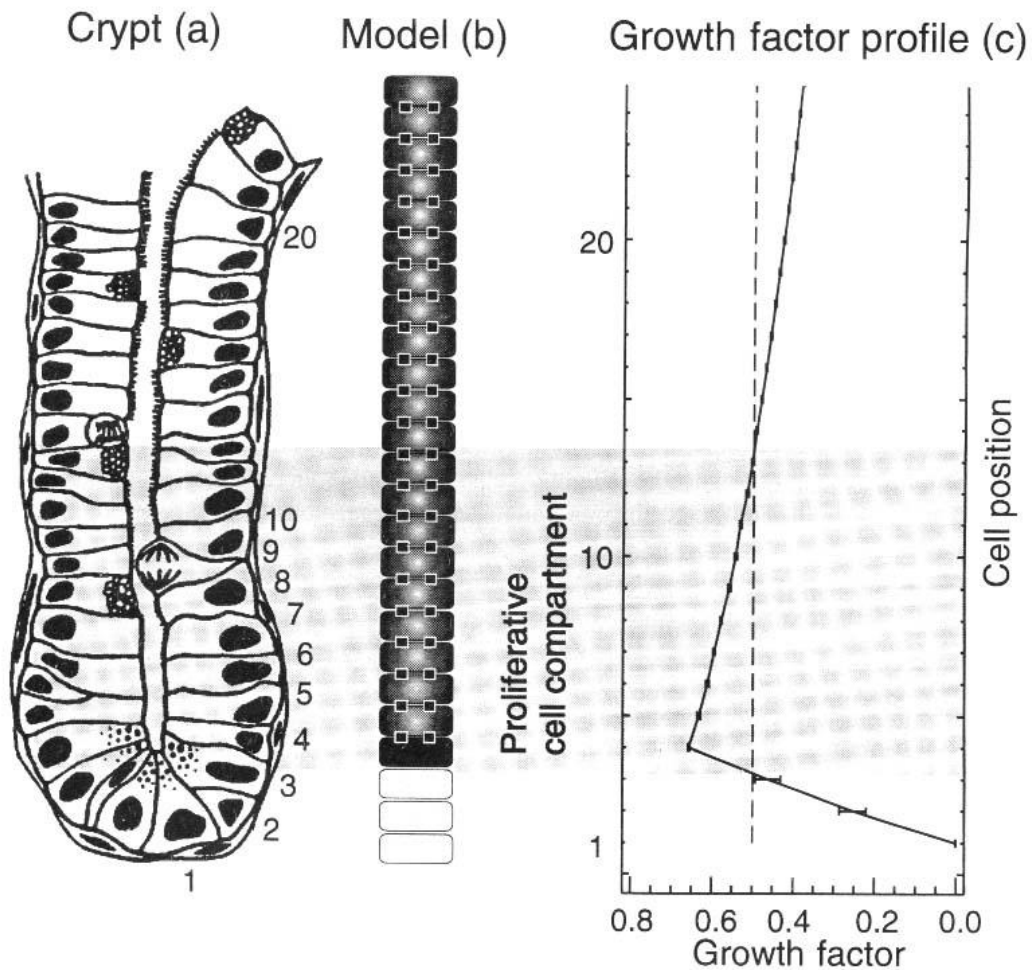 Crypt (a)
Model (b)
Growth factor profile (c)
20
10
9
8
7
6
5
4
3
2
1
Proliferative
cell compartment
20
10
1
Cell position
0.8
0.6
0.4
0.2
0.0
Growth factor